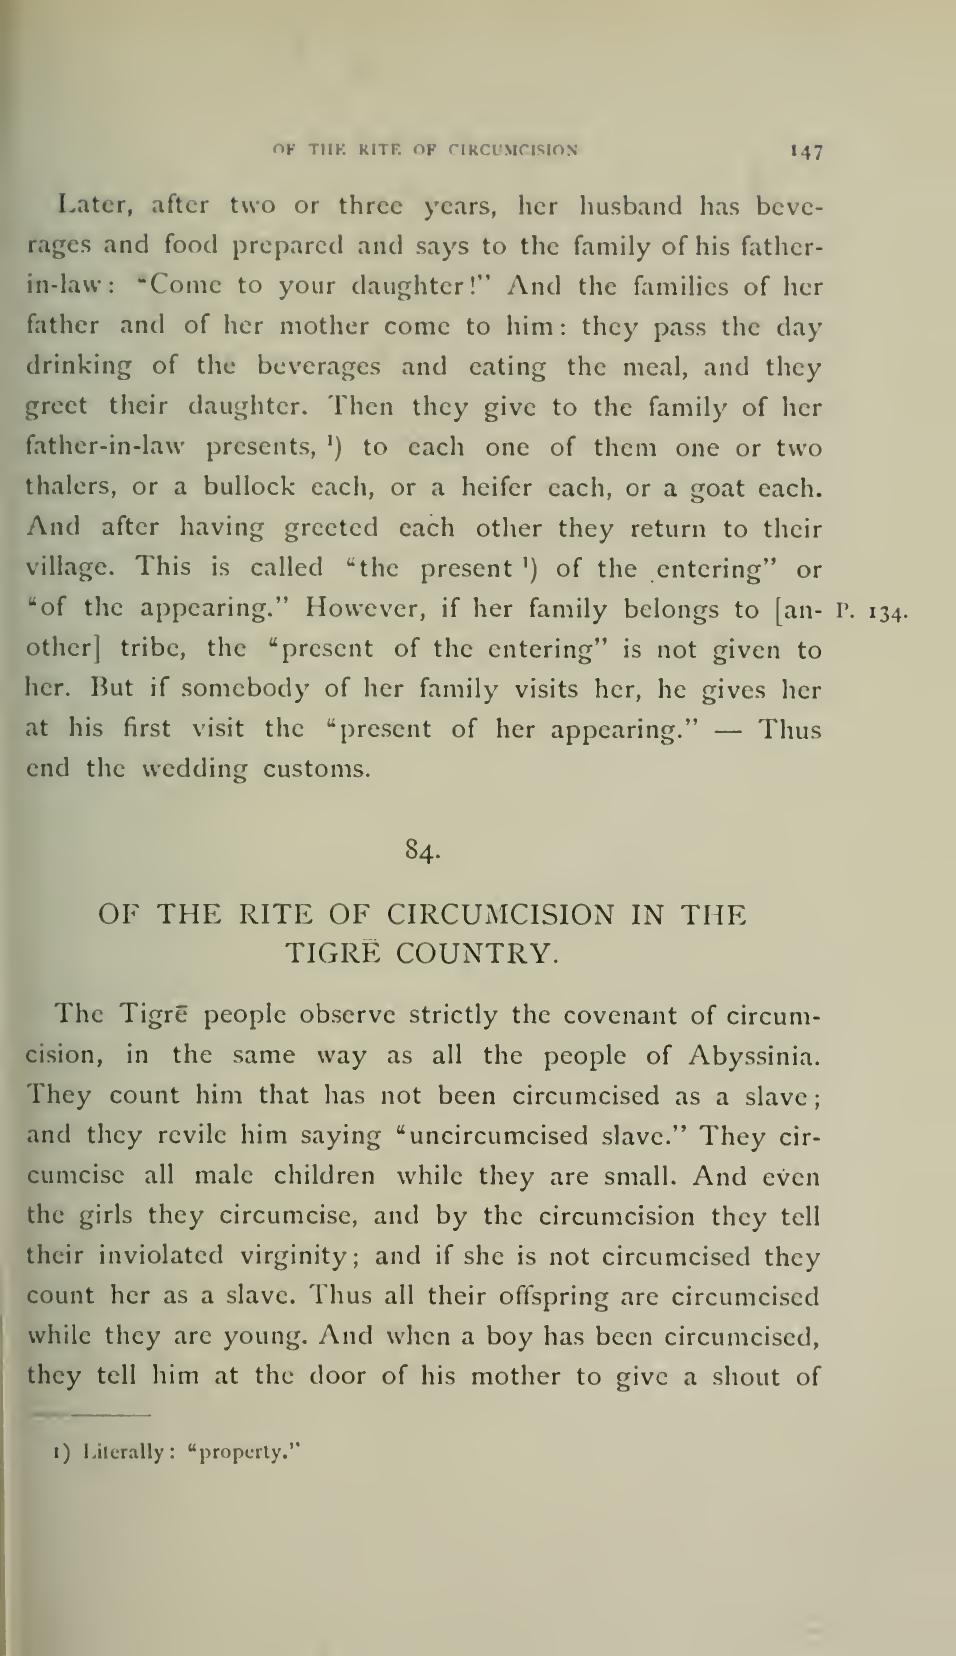 OF THE RITE OF CIRCUMCISION 147
Later, after two or three years, her husband has beve-
rages and food prepared and says to the family of his father-
in-law: “Come to your daughter!” And the families of her
father and of her mother come to him: they pass the day
drinking of the beverages and eating the meal, and they
greet their daughter. Then they give to the family of her
father-in-law presents, ¹) to each one of them one or two
thalers, or a bullock each, or a heifer each, or a goat each.
And after having greeted each other they return to their
village. This is called “the present ¹) of the entering” or
“of the appearing.” However, if her family belongs to [an- P. 134.
other] tribe, the “present of the entering” is not given to
her. But if somebody of her family visits her, he gives her
at his first visit the “present of her appearing.” — Thus
end the wedding customs.
84.
OF THE RITE OF CIRCUMCISION IN THE
TIGRĒ COUNTRY.
The Tigrē people observe strictly the covenant of circum-
cision, in the same way as all the people of Abyssinia.
They count him that has not been circumcised as a slave;
and they revile him saying “uncircumcised slave.” They cir-
cumcise all male children while they are small. And even
the girls they circumcise, and by the circumcision they tell
their inviolated virginity; and if she is not circumcised they
count her as a slave. Thus all their offspring are circumcised
while they are young. And when a boy has been circumcised,
they tell him at the door of his mother to give a shout of
1) Literally: “property.”